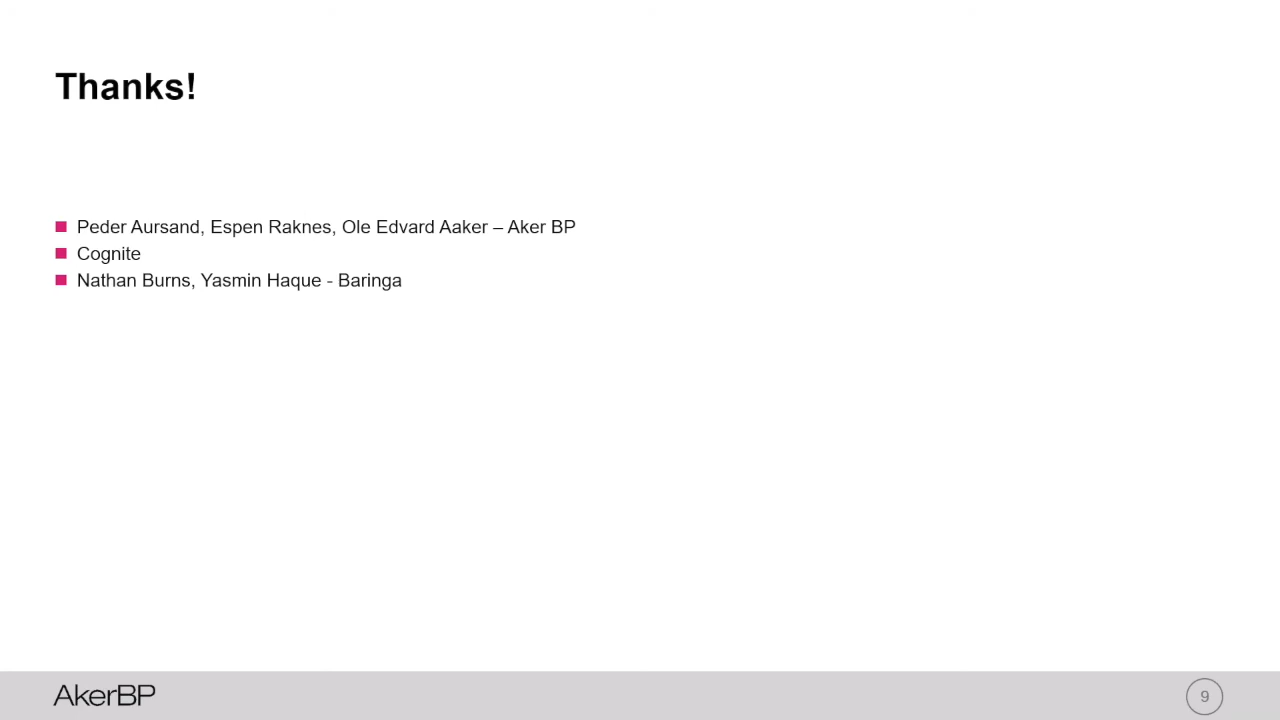 Thanks!
Peder Aursand, Espen Raknes, Ole Edvard Aaker – Aker BP
Cognite
Nathan Burns, Yasmin Haque - Baringa
AkerBP
9